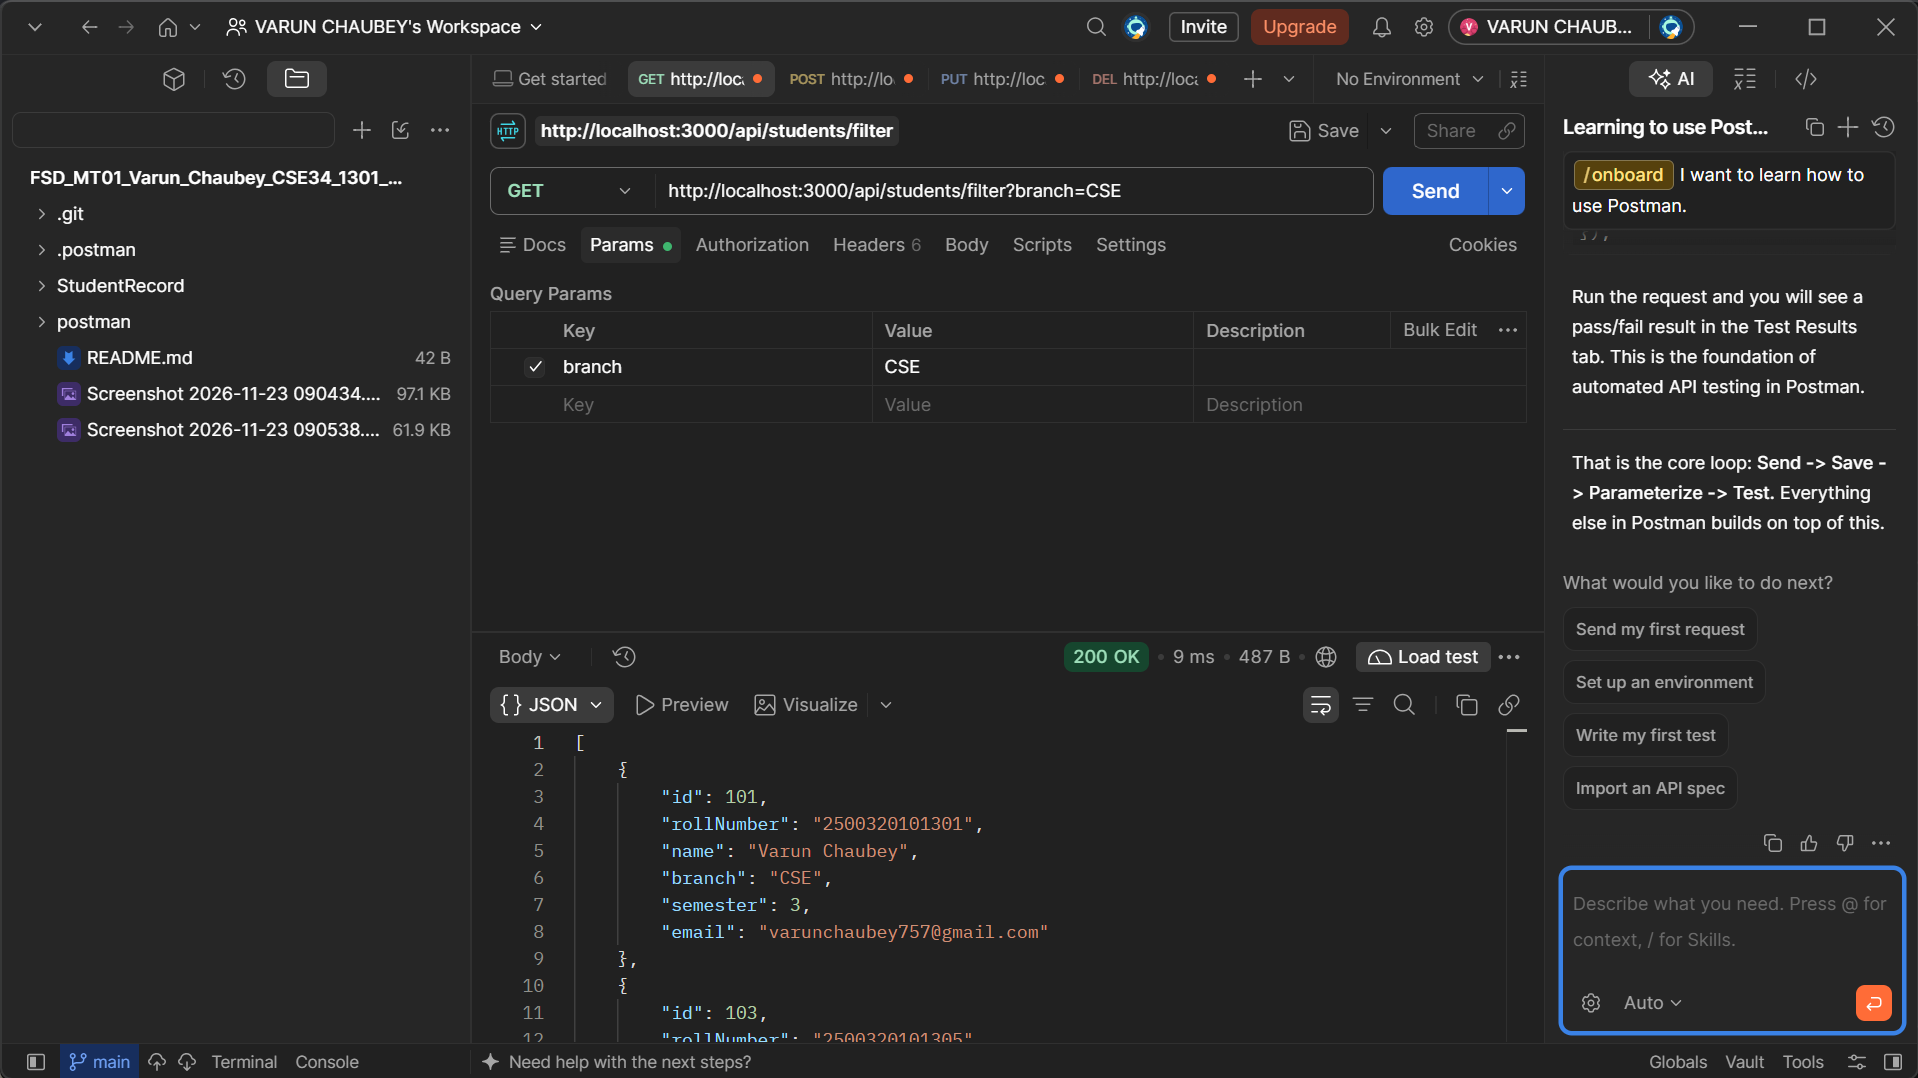 VARUN CHAUBEY's Workspace
Invite
Upgrade
V
VARUN CHAUB...
Get started
GET http://loca
POST http://lo
PUT http://loc
DEL http://loca
No Environment
AI
HTTP
http://localhost:3000/api/students/filter
Save
Share
Learning to use Post...
/onboard I want to learn how to
use Postman.
FSD_MT01_Varun_Chaubey_CSE34_1301_...
.git
.postman
StudentRecord
postman
README.md 42 B
Screenshot 2026-11-23 090434.... 97.1 KB
Screenshot 2026-11-23 090538.... 61.9 KB
GET
http://localhost:3000/api/students/filter?branch=CSE
Send
Docs
Params
Authorization
Headers 6
Body
Scripts
Settings
Cookies
Query Params
Key Value Description Bulk Edit
branch CSE
Key Value Description
});
Run the request and you will see a
pass/fail result in the Test Results
tab. This is the foundation of
automated API testing in Postman.
That is the core loop: Send -> Save -
> Parameterize -> Test. Everything
else in Postman builds on top of this.
What would you like to do next?
Send my first request
Set up an environment
Write my first test
Import an API spec
Body
200 OK • 9 ms • 487 B
Load test
{} JSON
Preview
Visualize
1 [
2 {
3 "id": 101,
4 "rollNumber": "2500320101301",
5 "name": "Varun Chaubey",
6 "branch": "CSE",
7 "semester": 3,
8 "email": "varunchaubey757@gmail.com"
9 },
10 {
11 "id": 103,
12 "rollNumber": "2500320101305"
Describe what you need. Press @ for
context, / for Skills.
Auto
main
Terminal
Console
Need help with the next steps?
Globals
Vault
Tools